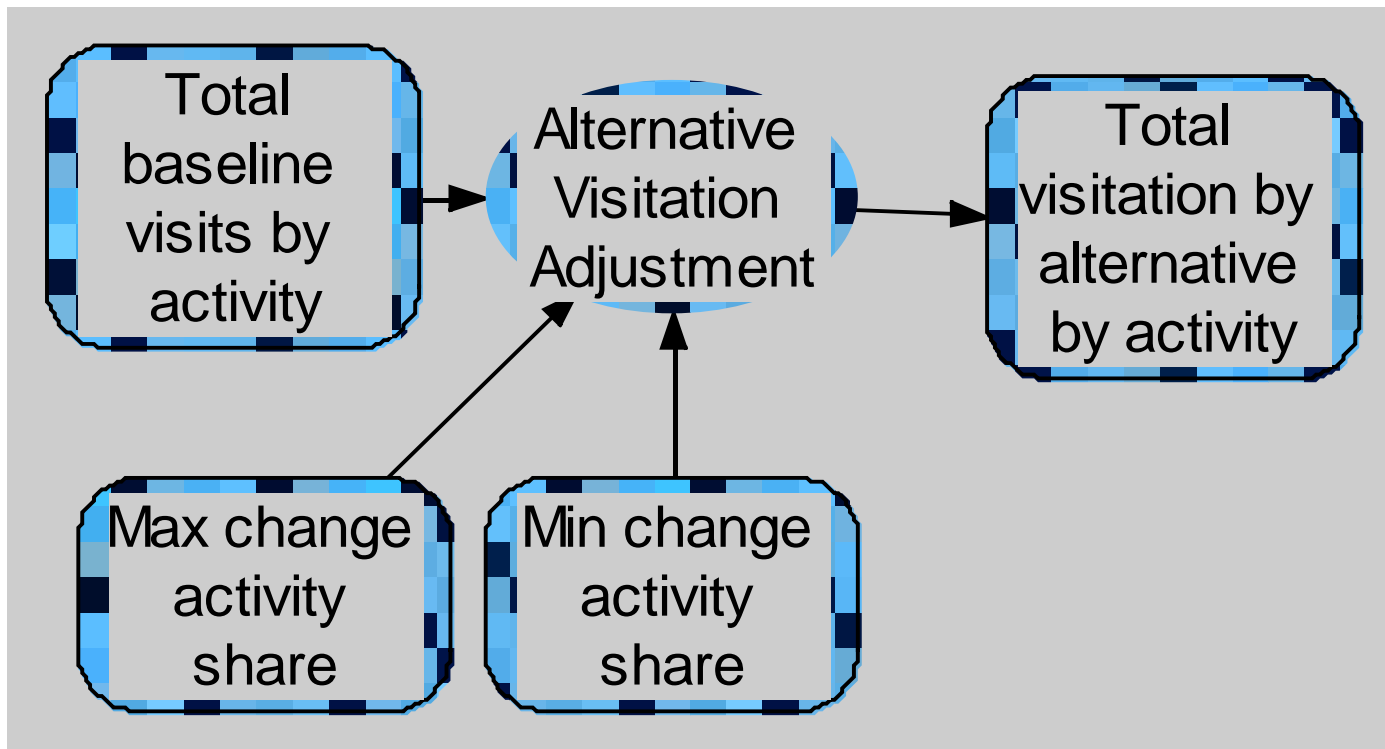 Total
baseline
visits by
activity
Alternative
Visitation
Adjustment
Total
visitation by
alternative
by activity
Max change
activity
share
Min change
activity
share